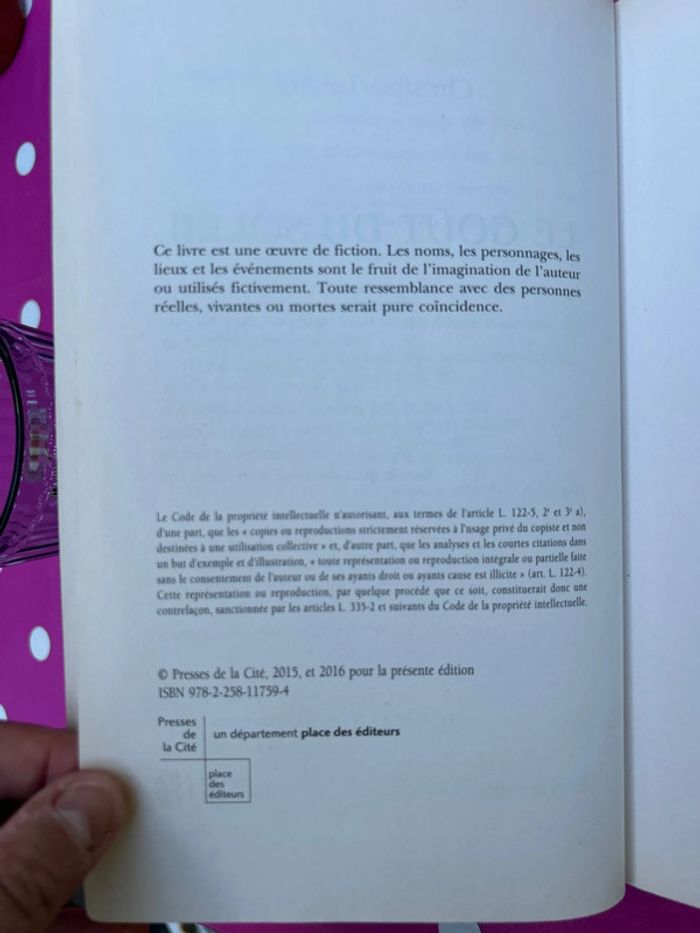 Ce livre est une œuvre de fiction. Les noms, les personnages, les
lieux et les événements sont le fruit de l'imagination de l'auteur
ou utilisés fictivement. Toute ressemblance avec des personnes
réelles, vivantes ou mortes serait pure coïncidence.
Le Code de la propriété intellectuelle n'autorisant, aux termes de l'article L. 122-5, 2° et 3° a),
d'une part, que les « copies ou reproductions strictement réservées à l'usage privé du copiste et non
destinées à une utilisation collective » et, d'autre part, que les analyses et les courtes citations dans
un but d'exemple et d'illustration, « toute représentation ou reproduction intégrale ou partielle faite
sans le consentement de l'auteur ou de ses ayants droit ou ayants cause est illicite » (art. L. 122-4).
Cette représentation ou reproduction, par quelque procédé que ce soit, constituerait donc une
contrefaçon, sanctionnée par les articles L. 335-2 et suivants du Code de la propriété intellectuelle.
© Presses de la Cité, 2015, et 2016 pour la présente édition
ISBN 978-2-258-11759-4
Presses
de
la Cité
un département place des éditeurs
place
des
éditeurs